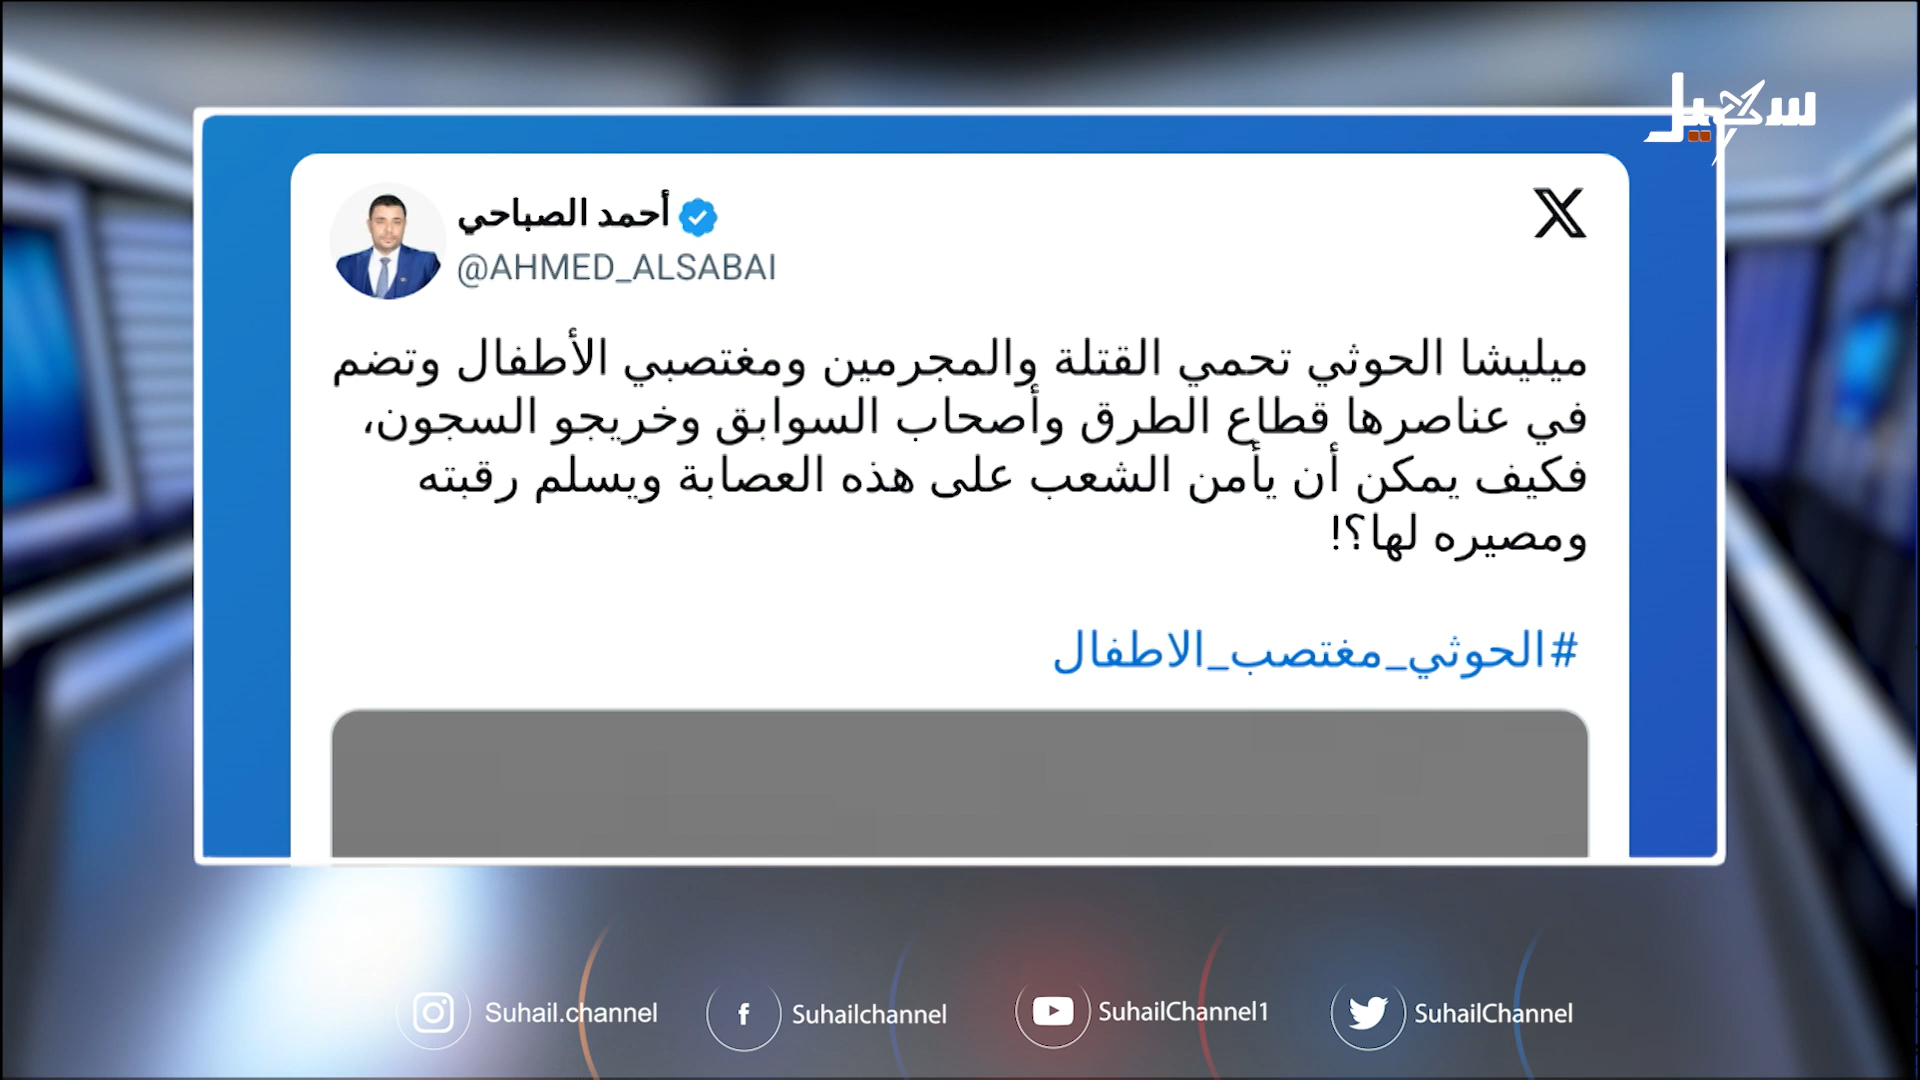 سهيل
أحمد الصباحي
@AHMED_ALSABAI
ميليشا الحوثي تحمي القتلة والمجرمين ومغتصبي الأطفال وتضم
في عناصرها قطاع الطرق وأصحاب السوابق وخريجو السجون،
فكيف يمكن أن يأمن الشعب على هذه العصابة ويسلم رقبته
ومصيره لها؟!
#الحوثي_مغتصب_الاطفال
Suhail.channel
Suhailchannel
SuhailChannel1
SuhailChannel